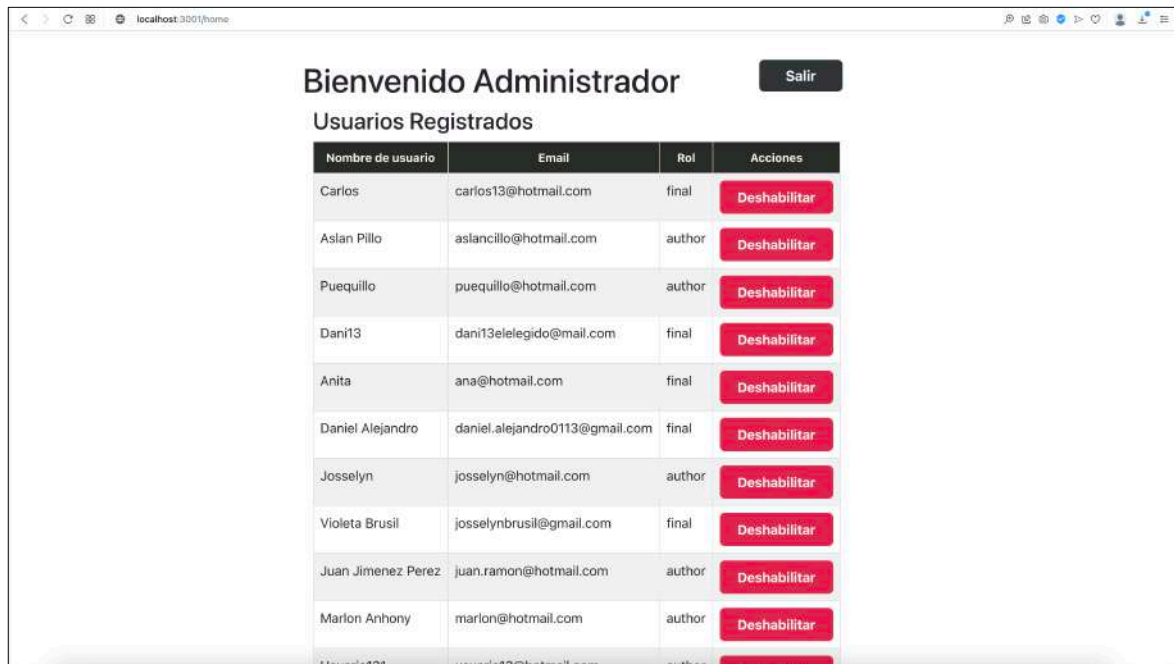 localhost:3001/home
Bienvenido Administrador
Salir
Usuarios Registrados
Nombre de usuario Email Rol Acciones
Carlos carlos13@hotmail.com final Deshabilitar
Aslan Pillo aslancillo@hotmail.com author Deshabilitar
Puequillo puequillo@hotmail.com author Deshabilitar
Dani13 dani13elelegido@mail.com final Deshabilitar
Anita ana@hotmail.com final Deshabilitar
Daniel Alejandro daniel.alejandro0113@gmail.com final Deshabilitar
Josselyn josselyn@hotmail.com author Deshabilitar
Violeta Brusil josselynbrusil@gmail.com final Deshabilitar
Juan Jimenez Perez juan.ramon@hotmail.com author Deshabilitar
Marlon Anhony marlon@hotmail.com author Deshabilitar